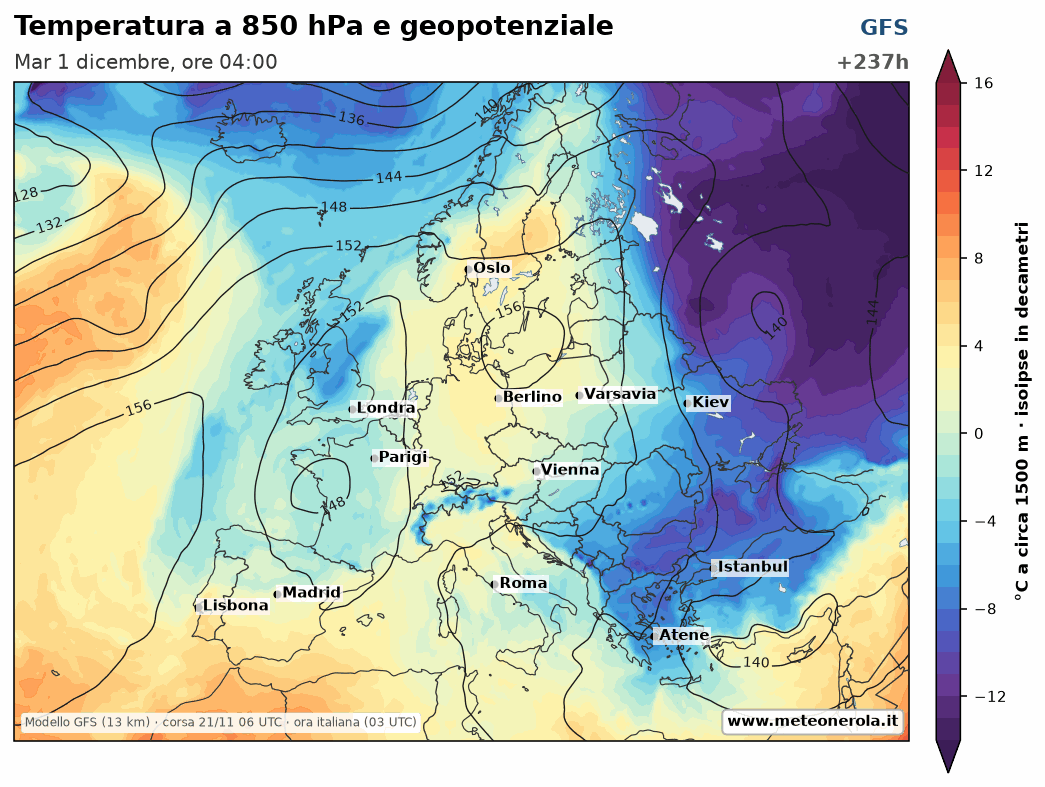 Temperatura a 850 hPa e geopotenziale
GFS
Mar 1 dicembre, ore 04:00
+237h
16
12
8
4
0
−4
−8
−12
°C a circa 1500 m · isoipse in decametri
136
140
144
148
152
128
132
152
156
156
144
140
152
148
140
Oslo
Londra
Berlino
Varsavia
Kiev
Parigi
Vienna
Istanbul
Madrid
Lisbona
Roma
Atene
Modello GFS (13 km) · corsa 21/11 06 UTC · ora italiana (03 UTC)
www.meteonerola.it